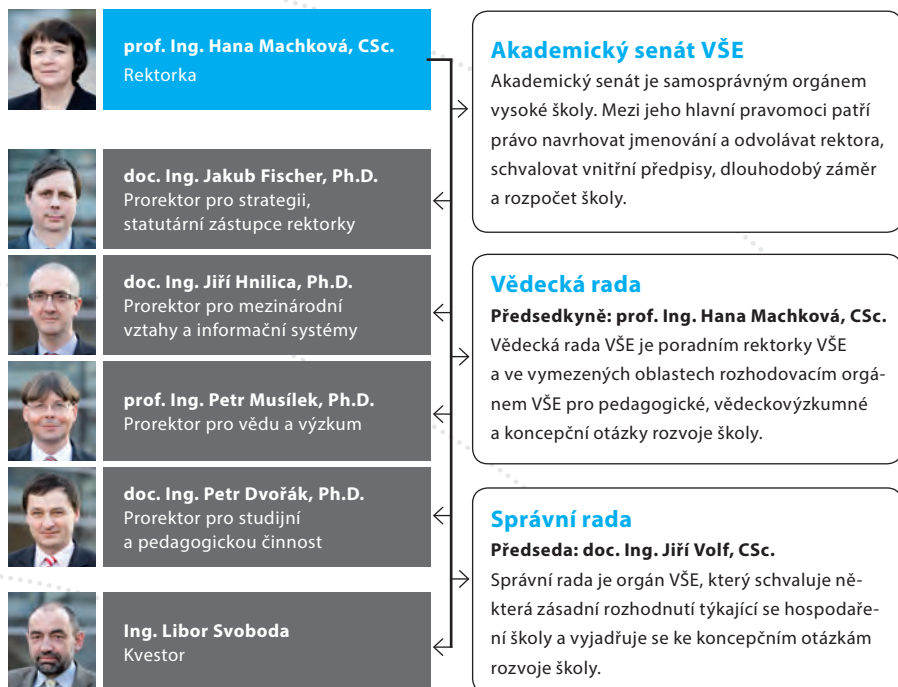 prof. Ing. Hana Machková, CSc.
Rektorka
doc. Ing. Jakub Fischer, Ph.D.
Prorektor pro strategii,
statutární zástupce rektorky
doc. Ing. Jiří Hnilica, Ph.D.
Prorektor pro mezinárodní
vztahy a informační systémy
prof. Ing. Petr Musílek, Ph.D.
Prorektor pro vědu a výzkum
doc. Ing. Petr Dvořák, Ph.D.
Prorektor pro studijní
a pedagogickou činnost
Ing. Libor Svoboda
Kvestor
Akademický senát VŠE
Akademický senát je samosprávným orgánem
vysoké školy. Mezi jeho hlavní pravomoci patří
právo navrhovat jmenování a odvolávat rektora,
schvalovat vnitřní předpisy, dlouhodobý záměr
a rozpočet školy.
Vědecká rada
Předsedkyně: prof. Ing. Hana Machková, CSc.
Vědecká rada VŠE je poradním rektorky VŠE
a ve vymezených oblastech rozhodovacím orgá-
nem VŠE pro pedagogické, vědeckovýzkumné
a koncepční otázky rozvoje školy.
Správní rada
Předseda: doc. Ing. Jiří Volf, CSc.
Správní rada je orgán VŠE, který schvaluje ně-
která zásadní rozhodnutí týkající se hospodaře-
ní školy a vyjadřuje se ke koncepčním otázkám
rozvoje školy.